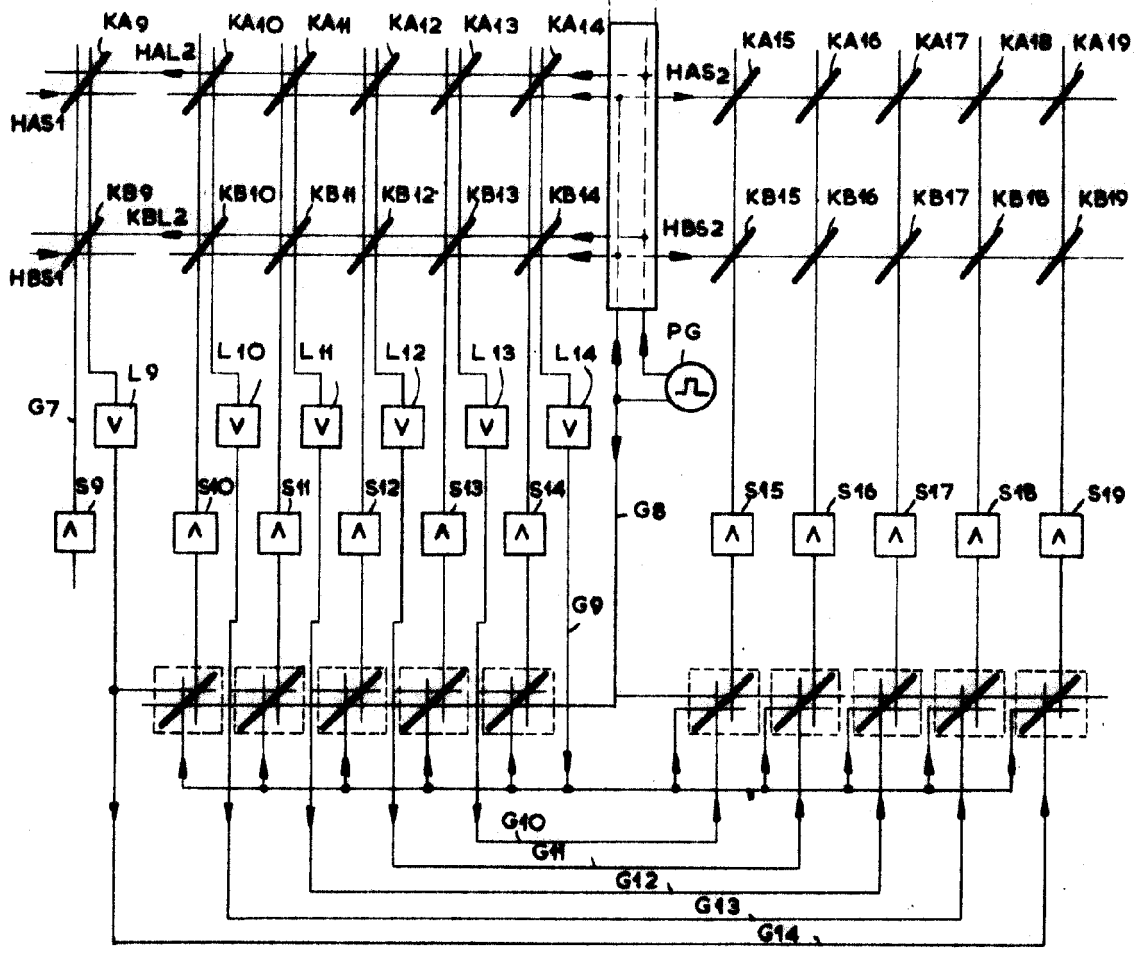 KA9 KA10 KA11 KA12 KA13 KA14 KA15 KA16 KA17 KA18 KA19
HAL2 HAS2
HAS1
KB9 KB10 KB11 KB12 KB13 KB14 KB15 KB16 KB17 KB18 KB19
KBL2 HBS2
HBS1
PG
L9 L10 L11 L12 L13 L14
G7
V V V V V V
S9 S10 S11 S12 S13 S14 S15 S16 S17 S18 S19
G8
Λ Λ Λ Λ Λ Λ Λ Λ Λ Λ Λ
G9
G10
G11
G12
G13
G14